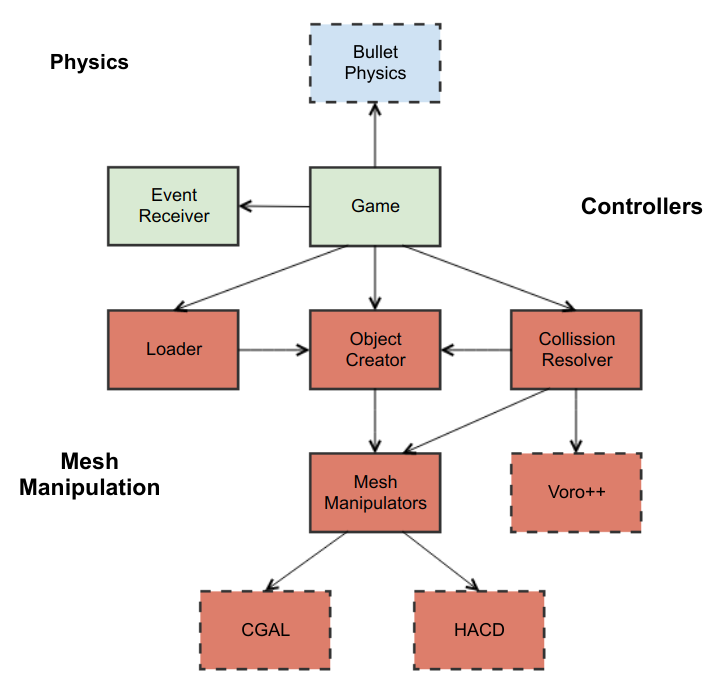 Bullet
Physics
Physics
Event
Receiver
Game
Controllers
Loader
Object
Creator
Collission
Resolver
Mesh
Manipulation
Mesh
Manipulators
Voro++
CGAL
HACD